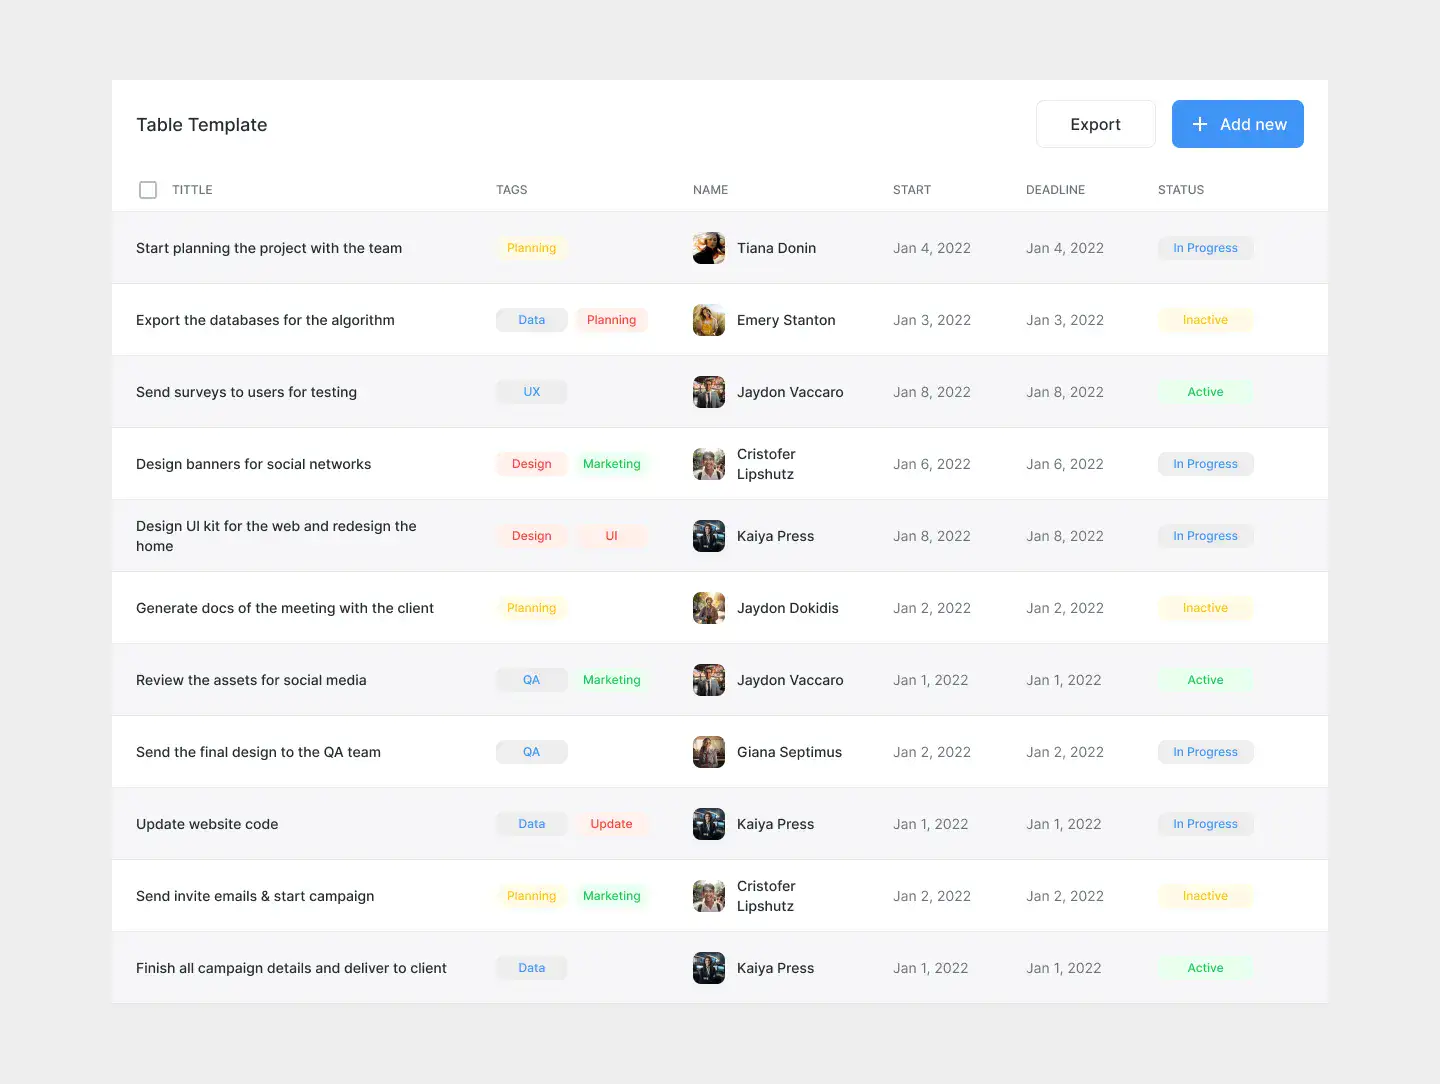 Table Template
Export
Add new
TITTLE TAGS NAME START DEADLINE STATUS
Start planning the project with the team Planning Tiana Donin Jan 4, 2022 Jan 4, 2022 In Progress
Export the databases for the algorithm Data Planning Emery Stanton Jan 3, 2022 Jan 3, 2022 Inactive
Send surveys to users for testing UX Jaydon Vaccaro Jan 8, 2022 Jan 8, 2022 Active
Design banners for social networks Design Marketing Cristofer
Lipshutz Jan 6, 2022 Jan 6, 2022 In Progress
Design UI kit for the web and redesign the
home Design UI Kaiya Press Jan 8, 2022 Jan 8, 2022 In Progress
Generate docs of the meeting with the client Planning Jaydon Dokidis Jan 2, 2022 Jan 2, 2022 Inactive
Review the assets for social media QA Marketing Jaydon Vaccaro Jan 1, 2022 Jan 1, 2022 Active
Send the final design to the QA team QA Giana Septimus Jan 2, 2022 Jan 2, 2022 In Progress
Update website code Data Update Kaiya Press Jan 1, 2022 Jan 1, 2022 In Progress
Send invite emails & start campaign Planning Marketing Cristofer
Lipshutz Jan 2, 2022 Jan 2, 2022 Inactive
Finish all campaign details and deliver to client Data Kaiya Press Jan 1, 2022 Jan 1, 2022 Active